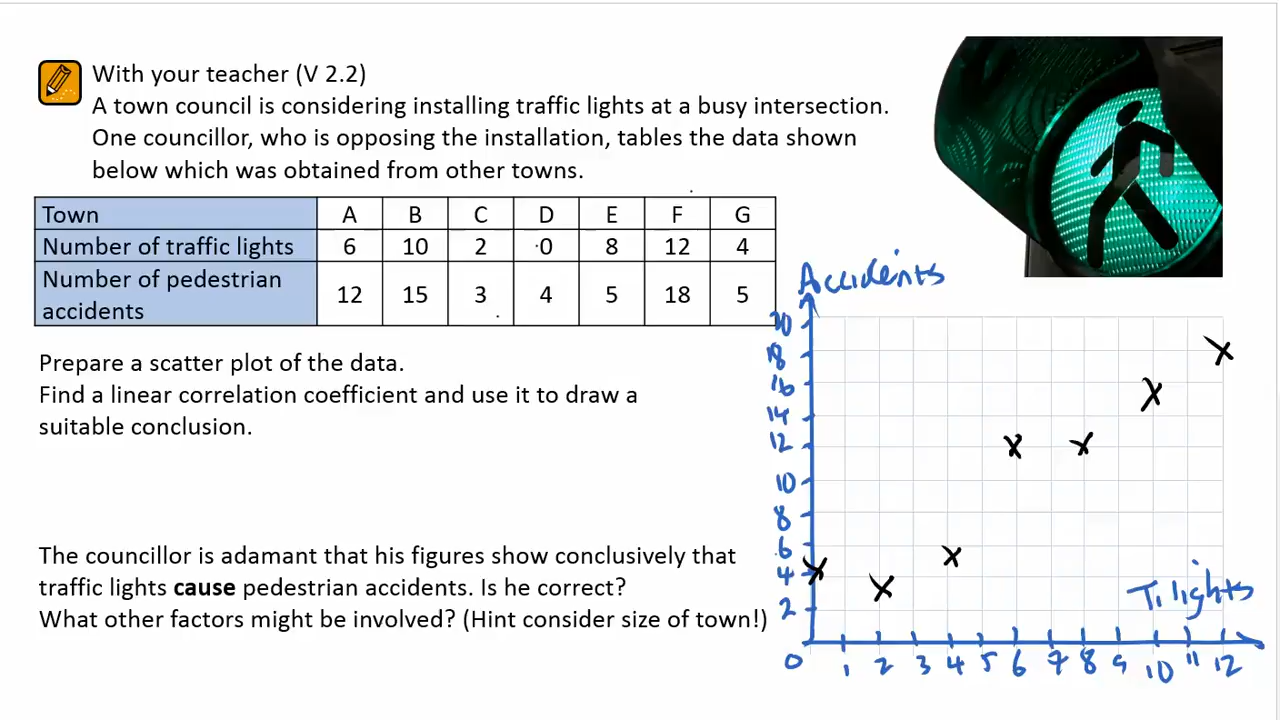 With your teacher (V 2.2)
A town council is considering installing traffic lights at a busy intersection.
One councillor, who is opposing the installation, tables the data shown
below which was obtained from other towns.
Town A B C D E F G
Number of traffic lights 6 10 2 0 8 12 4
Number of pedestrian
accidents 12 15 3 4 5 18 5
Prepare a scatter plot of the data.
Find a linear correlation coefficient and use it to draw a
suitable conclusion.
The councillor is adamant that his figures show conclusively that
traffic lights cause pedestrian accidents. Is he correct?
What other factors might be involved? (Hint consider size of town!)
Accidents
20
18
16
14
12
10
8
6
4
2
T. lights
0 1 2 3 4 5 6 7 8 9 10 11 12